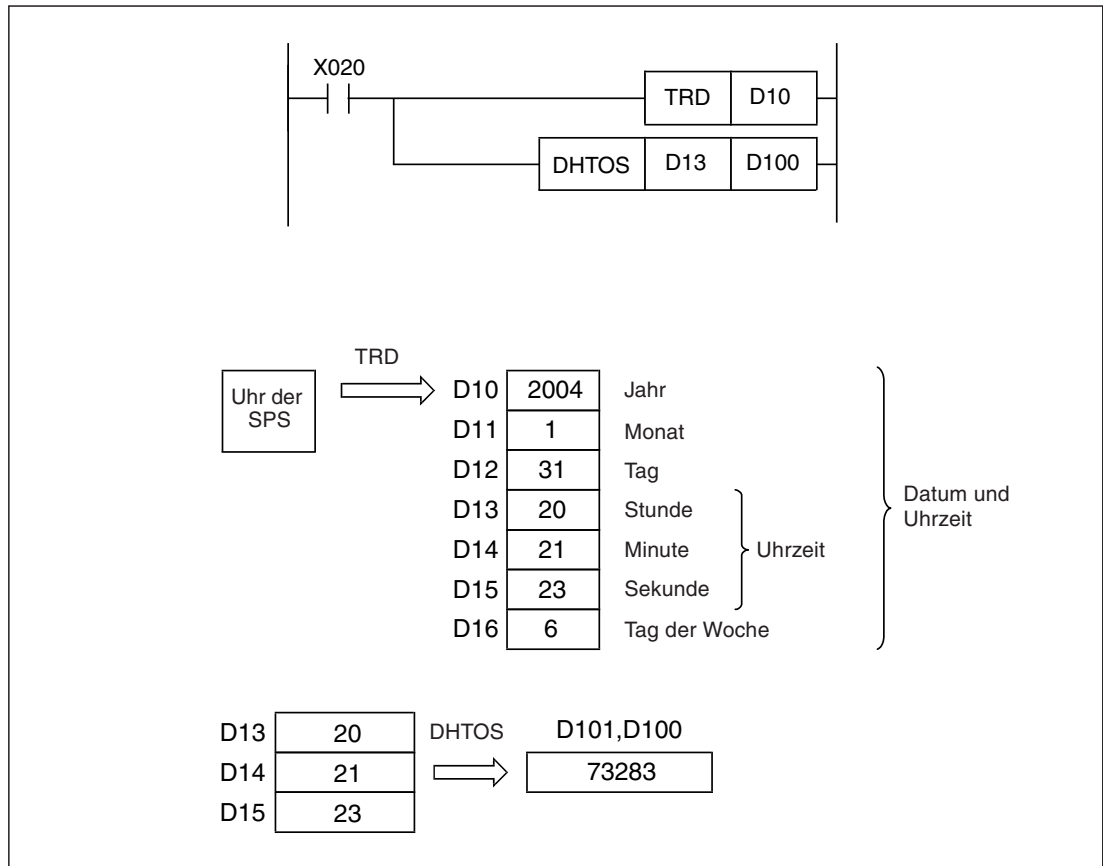 X020
TRD D10
DHTOS D13 D100
TRD
Uhr der
SPS
D10 2004 Jahr
D11 1 Monat
D12 31 Tag
D13 20 Stunde
D14 21 Minute
D15 23 Sekunde
D16 6 Tag der Woche
Uhrzeit
Datum und
Uhrzeit
D13 20 DHTOS D101,D100
D14 21 73283
D15 23